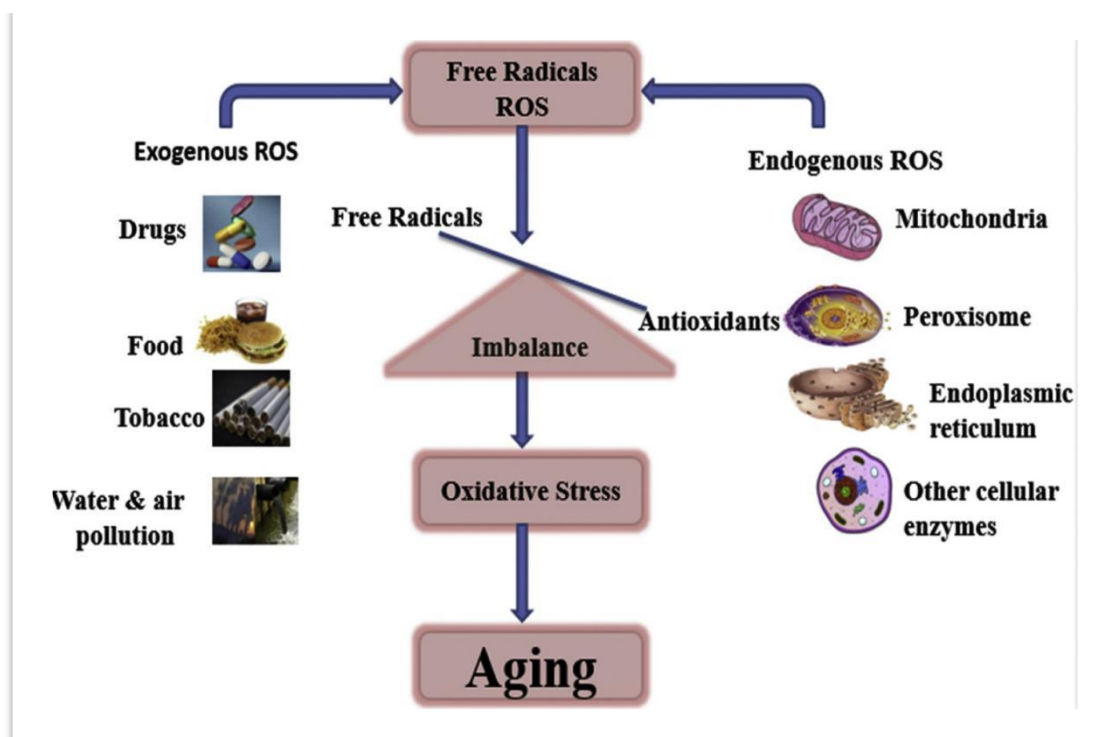 Free Radicals
ROS
Exogenous ROS
Drugs
Food
Tobacco
Water & air
pollution
Free Radicals
Antioxidants
Imbalance
Oxidative Stress
Aging
Endogenous ROS
Mitochondria
Peroxisome
Endoplasmic
reticulum
Other cellular
enzymes